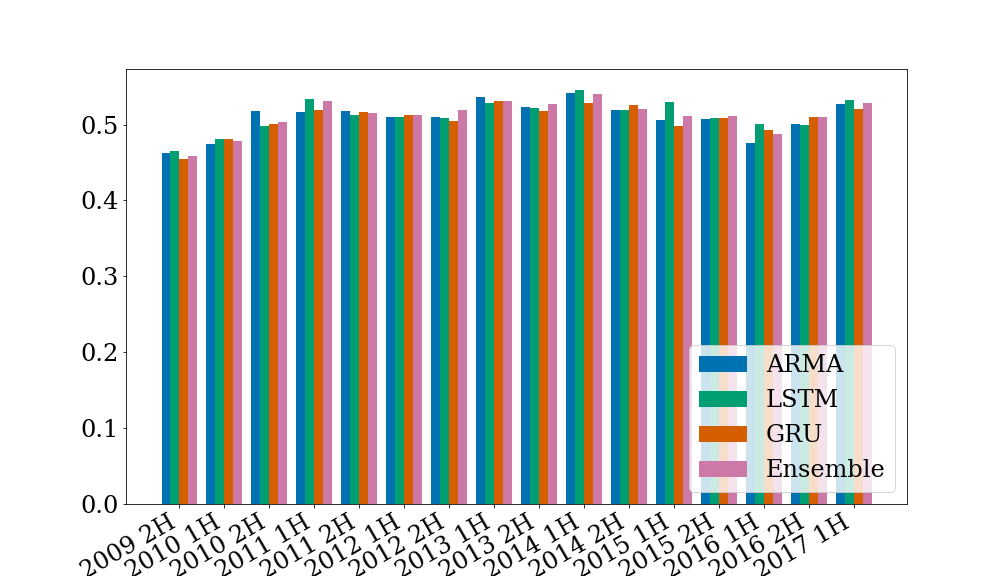 0.5
0.4
0.3
0.2
0.1
0.0
ARMA
LSTM
GRU
Ensemble
2009 2H
2010 1H
2010 2H
2011 1H
2011 2H
2012 1H
2012 2H
2013 1H
2013 2H
2014 1H
2014 2H
2015 1H
2015 2H
2016 1H
2016 2H
2017 1H